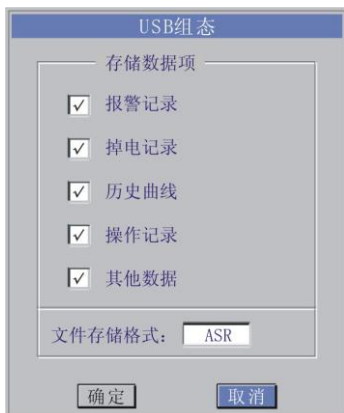 USB组态
存储数据项
报警记录
掉电记录
历史曲线
操作记录
其他数据
文件存储格式： ASR
确定 取消